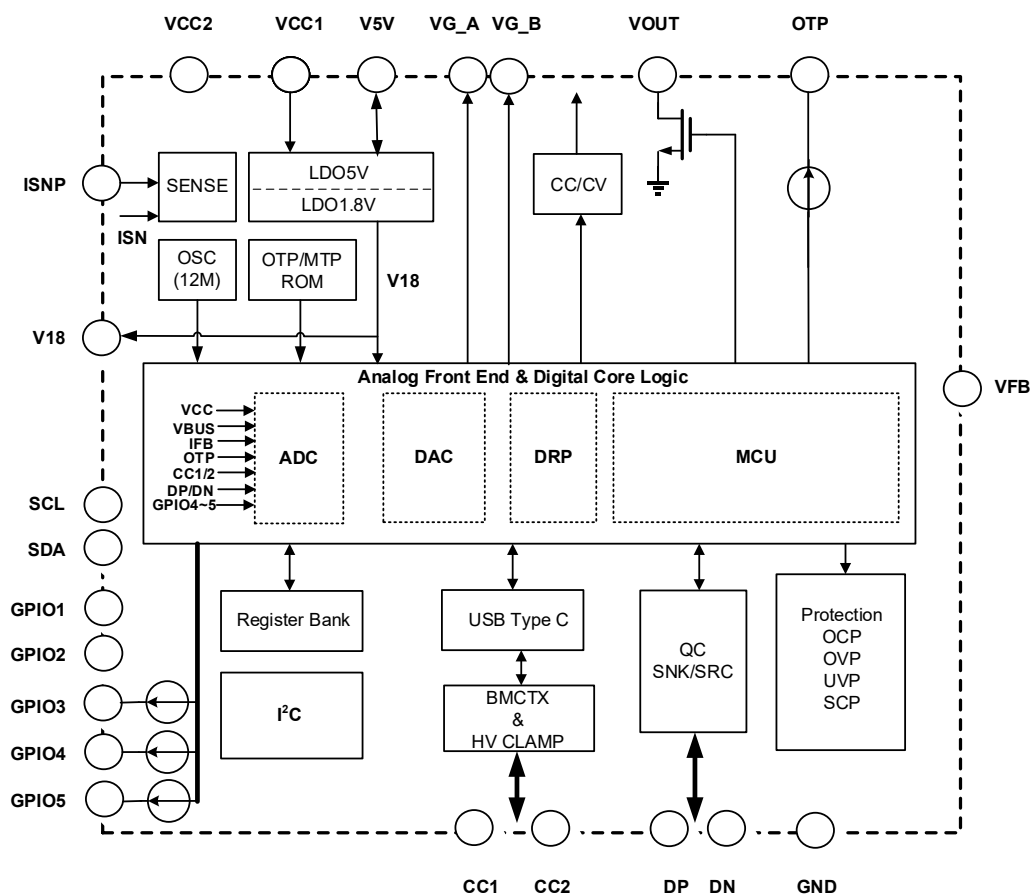 VCC2
VCC1
V5V
VG_A
VG_B
VOUT
OTP
ISNP
SENSE
ISN
LDO5V
LDO1.8V
CC/CV
OSC
(12M)
OTP/MTP
ROM
V18
V18
Analog Front End & Digital Core Logic
VCC
VBUS
IFB
OTP
CC1/2
DP/DN
GPIO4~5
ADC
DAC
DRP
MCU
VFB
SCL
SDA
GPIO1
GPIO2
GPIO3
GPIO4
GPIO5
Register Bank
I²C
USB Type C
BMCTX
&
HV CLAMP
QC
SNK/SRC
Protection
OCP
OVP
UVP
SCP
CC1
CC2
DP
DN
GND